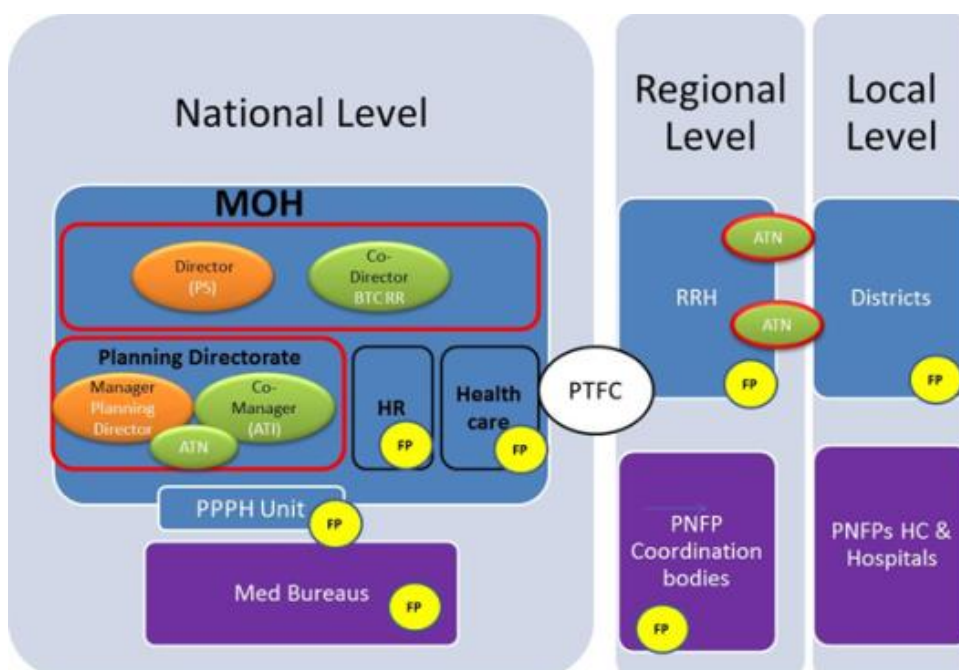 National Level
MOH
Director
(PS)
Co-
Director
BTC RR
Planning Directorate
Manager
Planning
Director
Co-
Manager
(ATI)
ATN
HR
FP
Health
care
FP
PPPH Unit
FP
Med Bureaus
FP
PTFC
Regional
Level
RRH
ATN
ATN
FP
PNFP
Coordination
bodies
FP
Local
Level
Districts
FP
PNFPs HC &
Hospitals